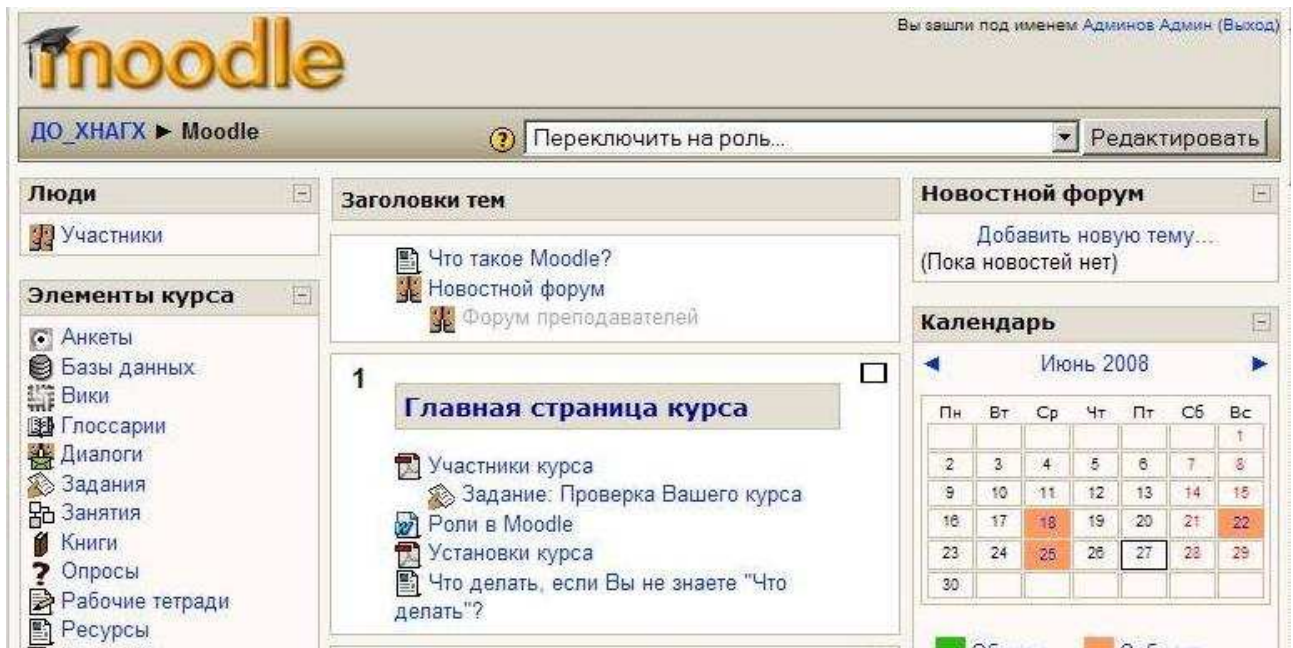 moodle
Вы зашли под именем Админов Админ (Выход)
ДО_ХНАГХ ► Moodle
Переключить на роль...
Редактировать
Люди
Участники
Элементы курса
Анкеты
Базы данных
Вики
Глоссарии
Диалоги
Задания
Занятия
Книги
Опросы
Рабочие тетради
Ресурсы
Заголовки тем
Что такое Moodle?
Новостной форум
Форум преподавателей
1
Главная страница курса
Участники курса
Задание: Проверка Вашего курса
Роли в Moodle
Установки курса
Что делать, если Вы не знаете "Что
делать"?
Новостной форум
Добавить новую тему...
(Пока новостей нет)
Календарь
Июнь 2008
Пн Вт Ср Чт Пт Сб Вс
1
2 3 4 5 6 7 8
9 10 11 12 13 14 15
16 17 18 19 20 21 22
23 24 25 26 27 28 29
30